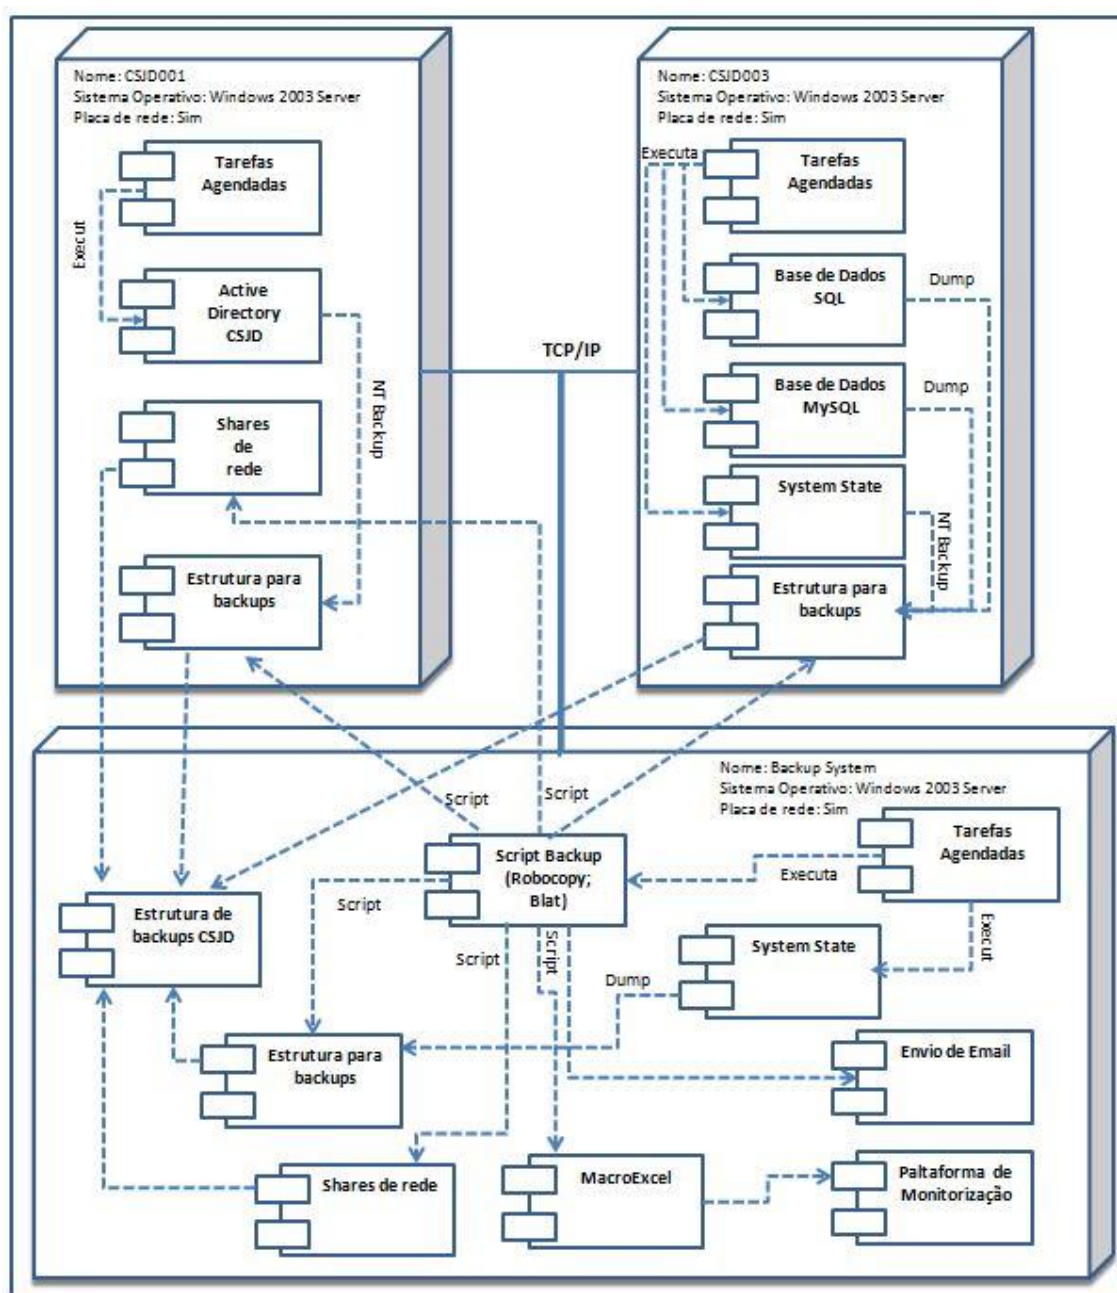 Nome: CSJD001
Sistema Operativo: Windows 2003 Server
Placa de rede: Sim
Tarefas
Agendadas
Execut
Active
Directory
CSJD
NT Backup
Shares
de
rede
Estrutura para
backups
TCP/IP
Nome: CSJD003
Sistema Operativo: Windows 2003 Server
Placa de rede: Sim
Executa
Tarefas
Agendadas
Base de Dados
SQL
Dump
Base de Dados
MySQL
Dump
System State
NT Backup
Estrutura para
backups
Nome: Backup System
Sistema Operativo: Windows 2003 Server
Placa de rede: Sim
Script
Script
Script Backup
(Robocopy;
Blat)
Executa
Tarefas
Agendadas
Estrutura de
backups CSJD
Script
Script
Script
System State
Execut
Dump
Estrutura para
backups
Envio de Email
Shares de rede
MacroExcel
Paltaforma de
Monitorização